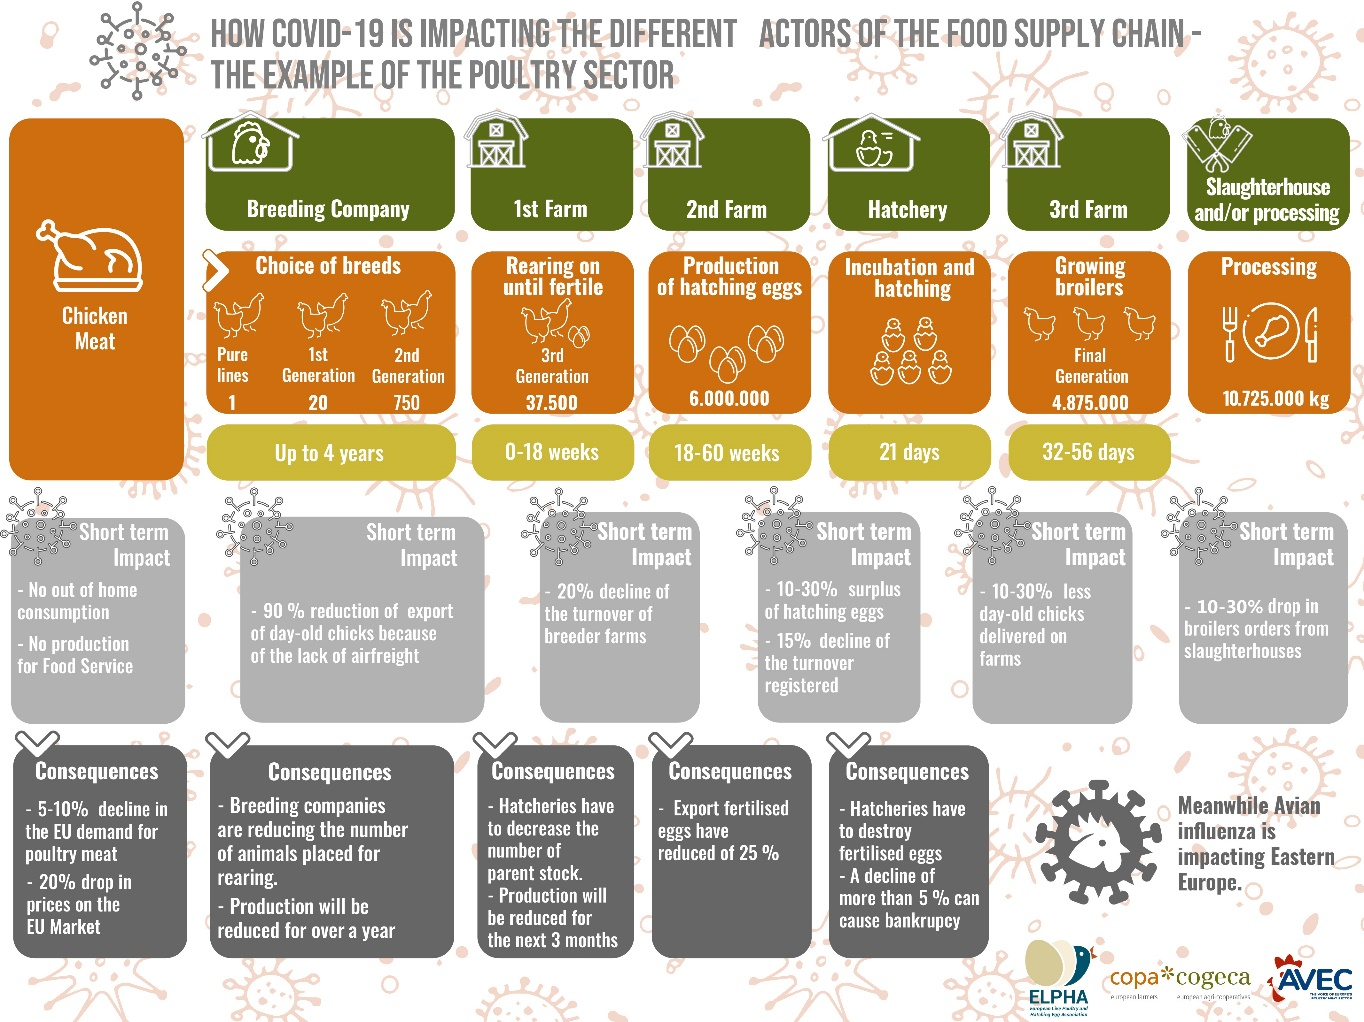 HOW COVID-19 IS IMPACTING THE DIFFERENT ACTORS OF THE FOOD SUPPLY CHAIN -
THE EXAMPLE OF THE POULTRY SECTOR
Chicken
Meat
Breeding Company
1st Farm
2nd Farm
Hatchery
3rd Farm
Slaughterhouse
and/or processing
Choice of breeds
Pure
lines
1
1st
Generation
20
2nd
Generation
750
Rearing on
until fertile
3rd
Generation
37.500
Production
of hatching eggs
6.000.000
Incubation and
hatching
Growing
broilers
Final
Generation
4.875.000
Processing
10.725.000 kg
Up to 4 years
0-18 weeks
18-60 weeks
21 days
32-56 days
Short term
Impact
- No out of home
consumption
- No production
for Food Service
Short term
Impact
- 90 % reduction of export
of day-old chicks because
of the lack of airfreight
Short term
Impact
- 20% decline of
the turnover of
breeder farms
Short term
Impact
- 10-30% surplus
of hatching eggs
- 15% decline of
the turnover
registered
Short term
Impact
- 10-30% less
day-old chicks
delivered on
farms
Short term
Impact
- 10-30% drop in
broilers orders from
slaughterhouses
Consequences
- 5-10% decline in
the EU demand for
poultry meat
- 20% drop in
prices on the
EU Market
Consequences
- Breeding companies
are reducing the number
of animals placed for
rearing.
- Production will be
reduced for over a year
Consequences
- Hatcheries have
to decrease the
number of
parent stock.
- Production will
be reduced for
the next 3 months
Consequences
- Export fertilised
eggs have
reduced of 25 %
Consequences
- Hatcheries have
to destroy
fertilised eggs
- A decline of
more than 5 % can
cause bankrupcy
Meanwhile Avian
influenza is
impacting Eastern
Europe.
ELPHA
European Live Poultry and
Hatching Egg Association
copa*cogeca
european farmers european agri-cooperatives
AVEC